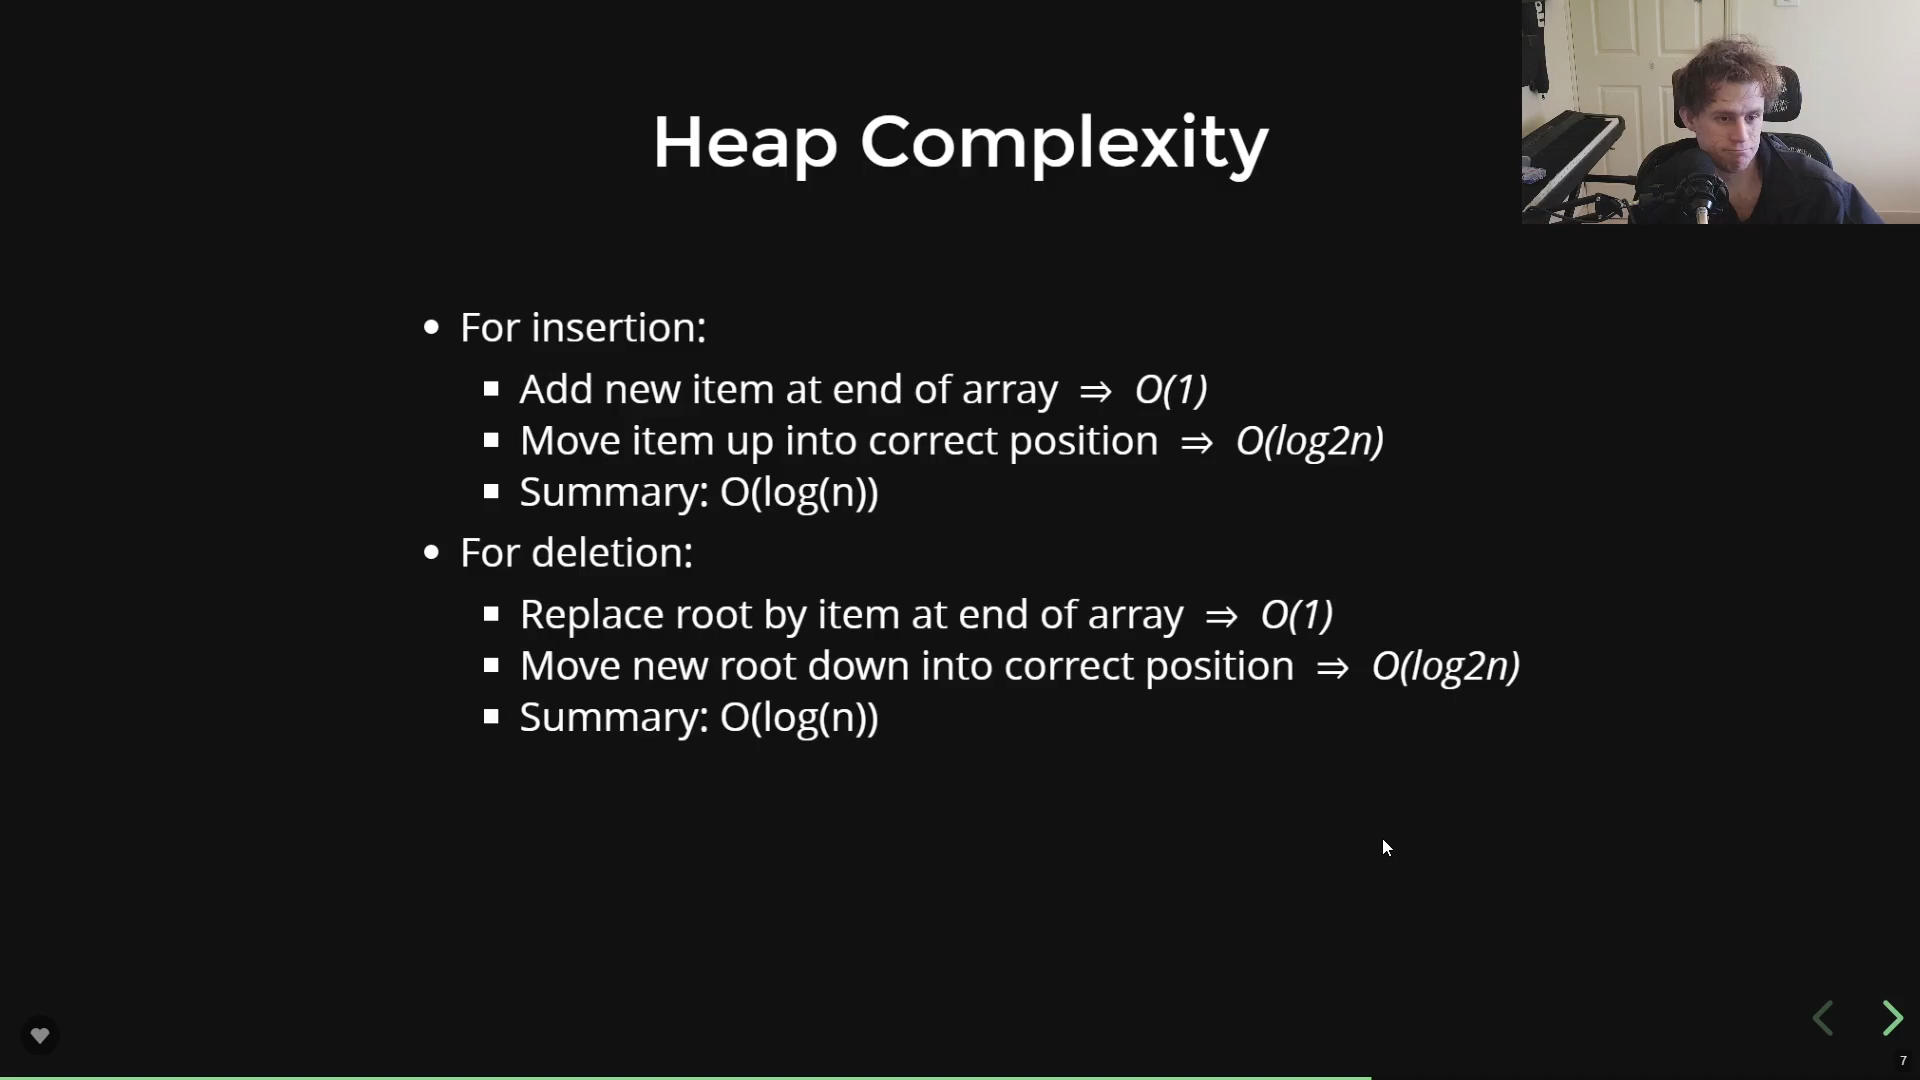 Heap Complexity
For insertion:
Add new item at end of array ⇒ O(1)
Move item up into correct position ⇒ O(log2n)
Summary: O(log(n))
For deletion:
Replace root by item at end of array ⇒ O(1)
Move new root down into correct position ⇒ O(log2n)
Summary: O(log(n))
7